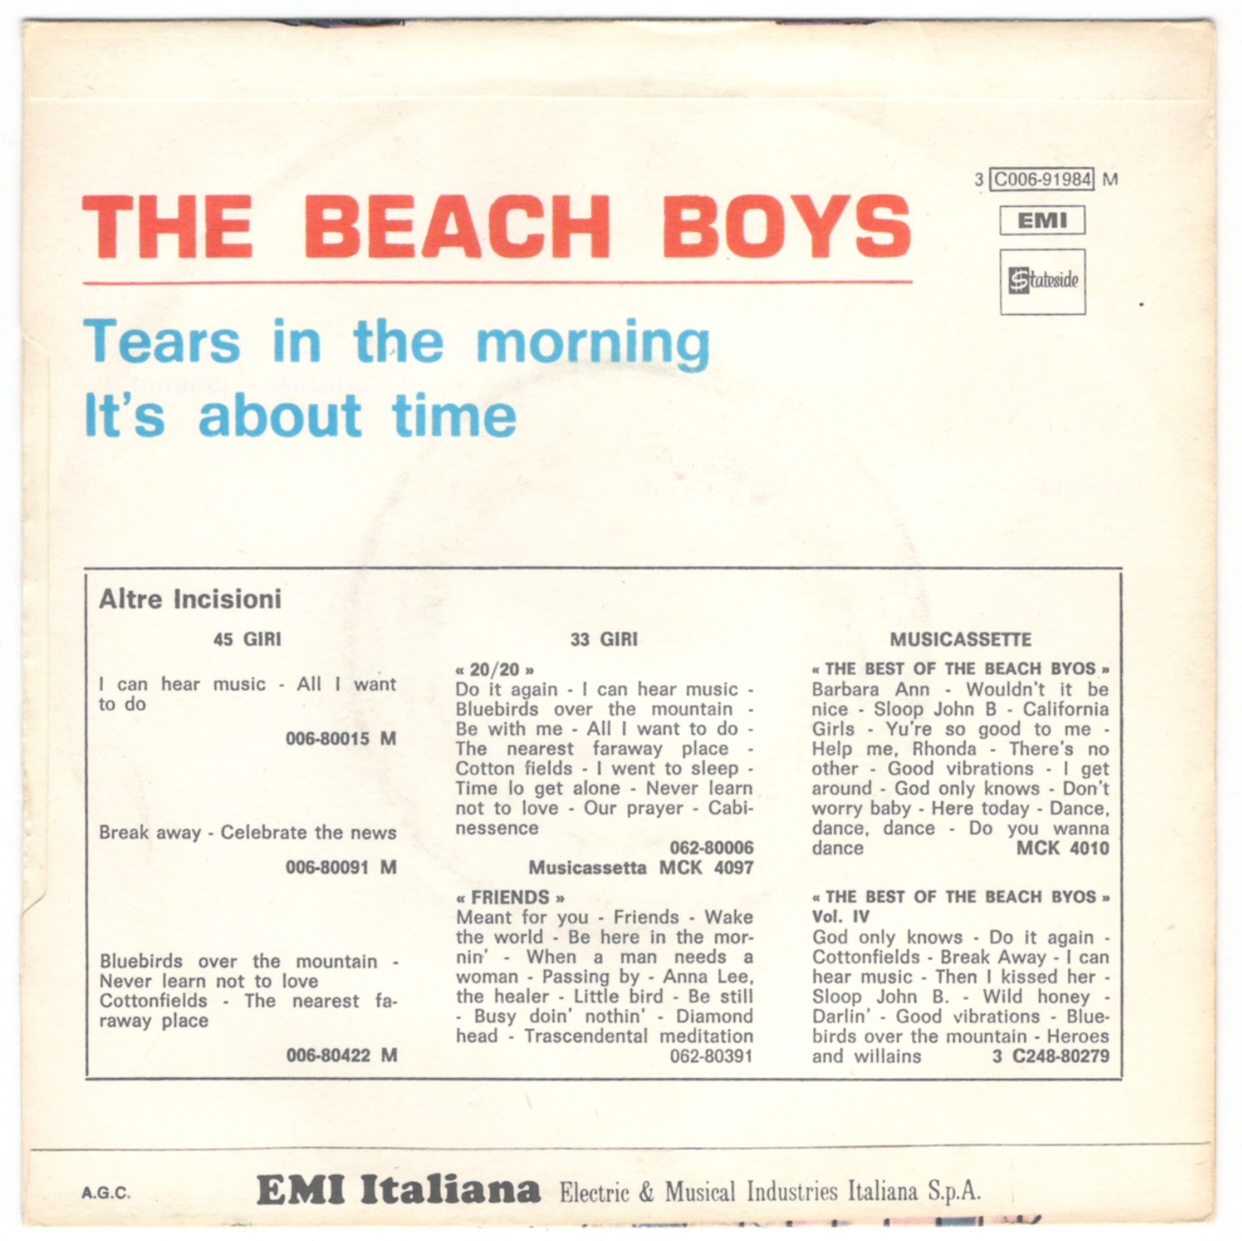 3 C006-91984 M
EMI
Stateside
THE BEACH BOYS
Tears in the morning
It's about time
Altre Incisioni
45 GIRI
I can hear music - All I want
to do
006-80015 M
Break away - Celebrate the news
006-80091 M
Bluebirds over the mountain -
Never learn not to love
Cottonfields - The nearest fa-
raway place
006-80422 M
33 GIRI
« 20/20 »
Do it again - I can hear music -
Bluebirds over the mountain -
Be with me - All I want to do -
The nearest faraway place -
Cotton fields - I went to sleep -
Time lo get alone - Never learn
not to love - Our prayer - Cabi-
nessence
062-80006
Musicassetta MCK 4097
« FRIENDS »
Meant for you - Friends - Wake
the world - Be here in the mor-
nin' - When a man needs a
woman - Passing by - Anna Lee,
the healer - Little bird - Be still
- Busy doin' nothin' - Diamond
head - Trascendental meditation
062-80391
MUSICASSETTE
« THE BEST OF THE BEACH BYOS »
Barbara Ann - Wouldn't it be
nice - Sloop John B - California
Girls - Yu're so good to me -
Help me, Rhonda - There's no
other - Good vibrations - I get
around - God only knows - Don't
worry baby - Here today - Dance,
dance, dance - Do you wanna
dance MCK 4010
« THE BEST OF THE BEACH BYOS »
Vol. IV
God only knows - Do it again -
Cottonfields - Break Away - I can
hear music - Then I kissed her -
Sloop John B. - Wild honey -
Darlin' - Good vibrations - Blue-
birds over the mountain - Heroes
and willains 3 C248-80279
A.G.C.
EMI Italiana Electric & Musical Industries Italiana S.p.A.